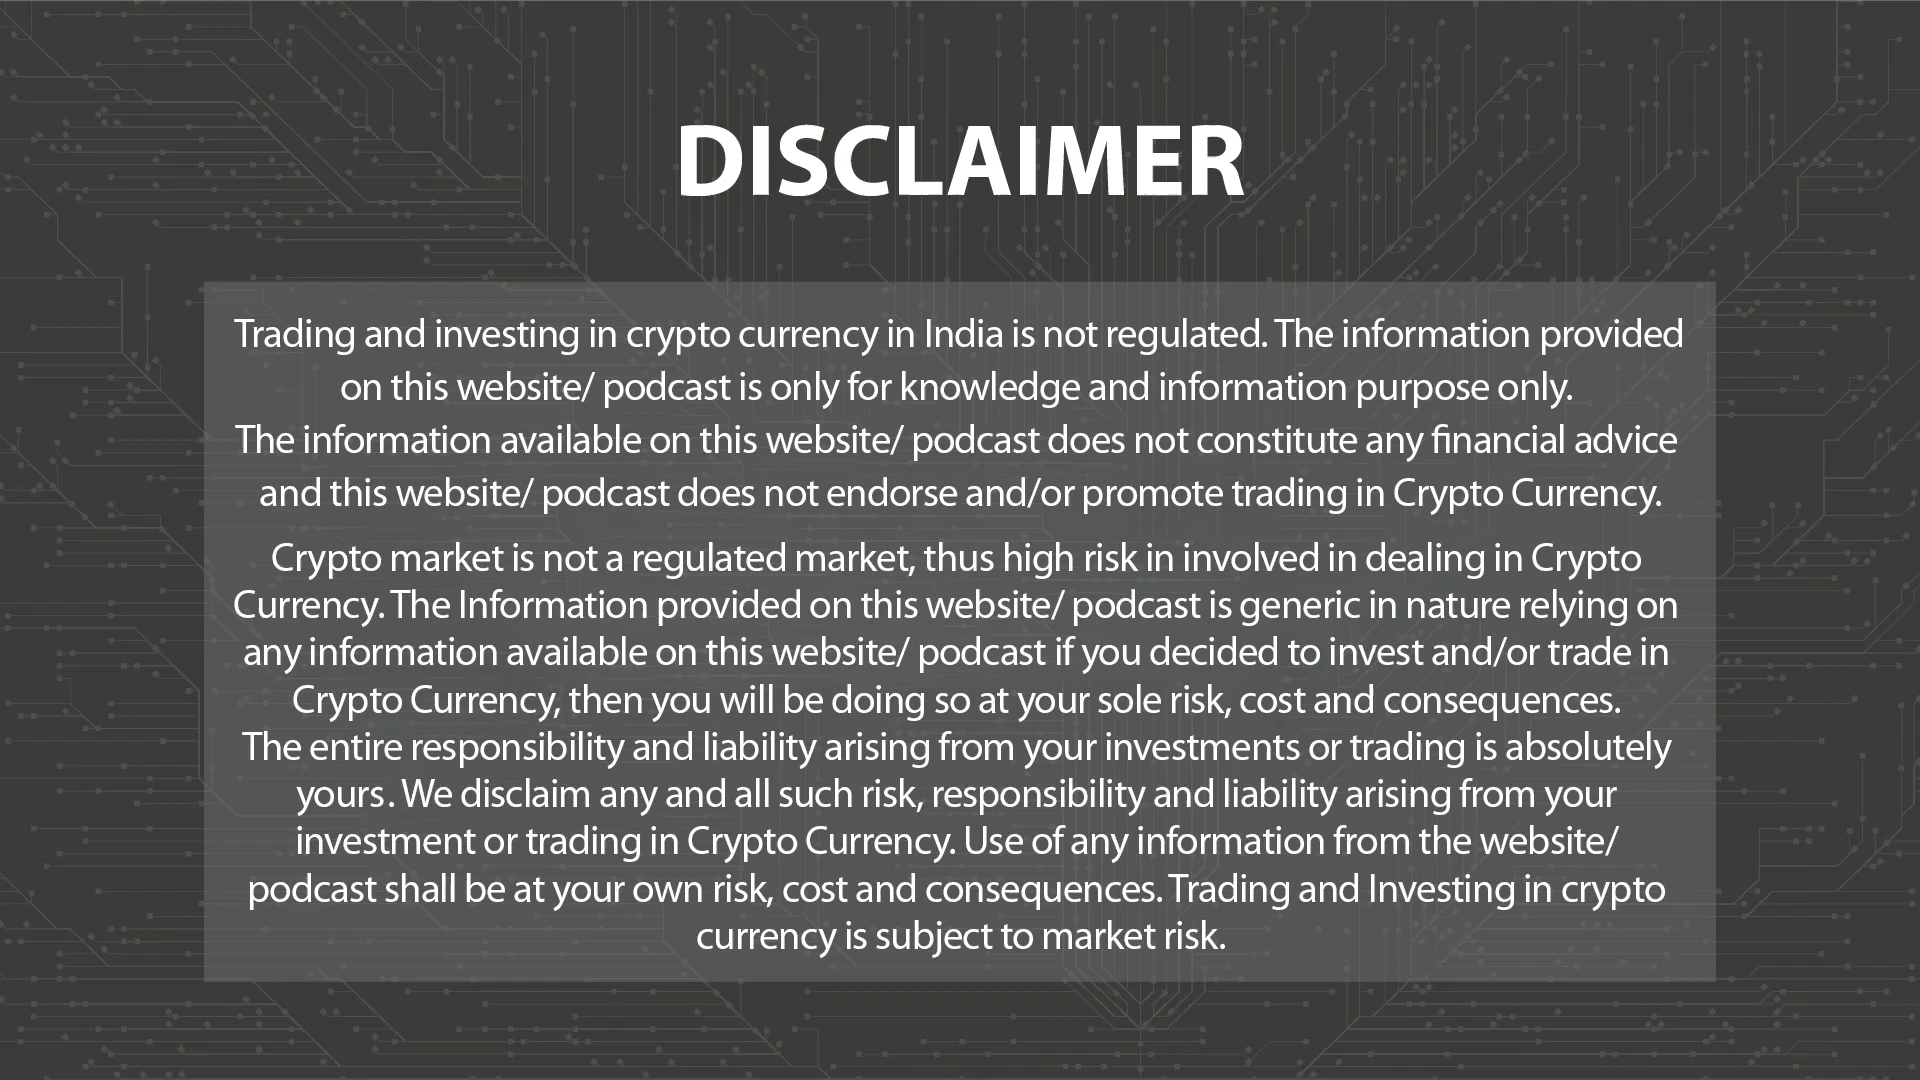 DISCLAIMER
Trading and investing in crypto currency in India is not regulated. The information provided
on this website/ podcast is only for knowledge and information purpose only.
The information available on this website/ podcast does not constitute any financial advice
and this website/ podcast does not endorse and/or promote trading in Crypto Currency.
Crypto market is not a regulated market, thus high risk in involved in dealing in Crypto
Currency. The Information provided on this website/ podcast is generic in nature relying on
any information available on this website/ podcast if you decided to invest and/or trade in
Crypto Currency, then you will be doing so at your sole risk, cost and consequences.
The entire responsibility and liability arising from your investments or trading is absolutely
yours. We disclaim any and all such risk, responsibility and liability arising from your
investment or trading in Crypto Currency. Use of any information from the website/
podcast shall be at your own risk, cost and consequences. Trading and Investing in crypto
currency is subject to market risk.